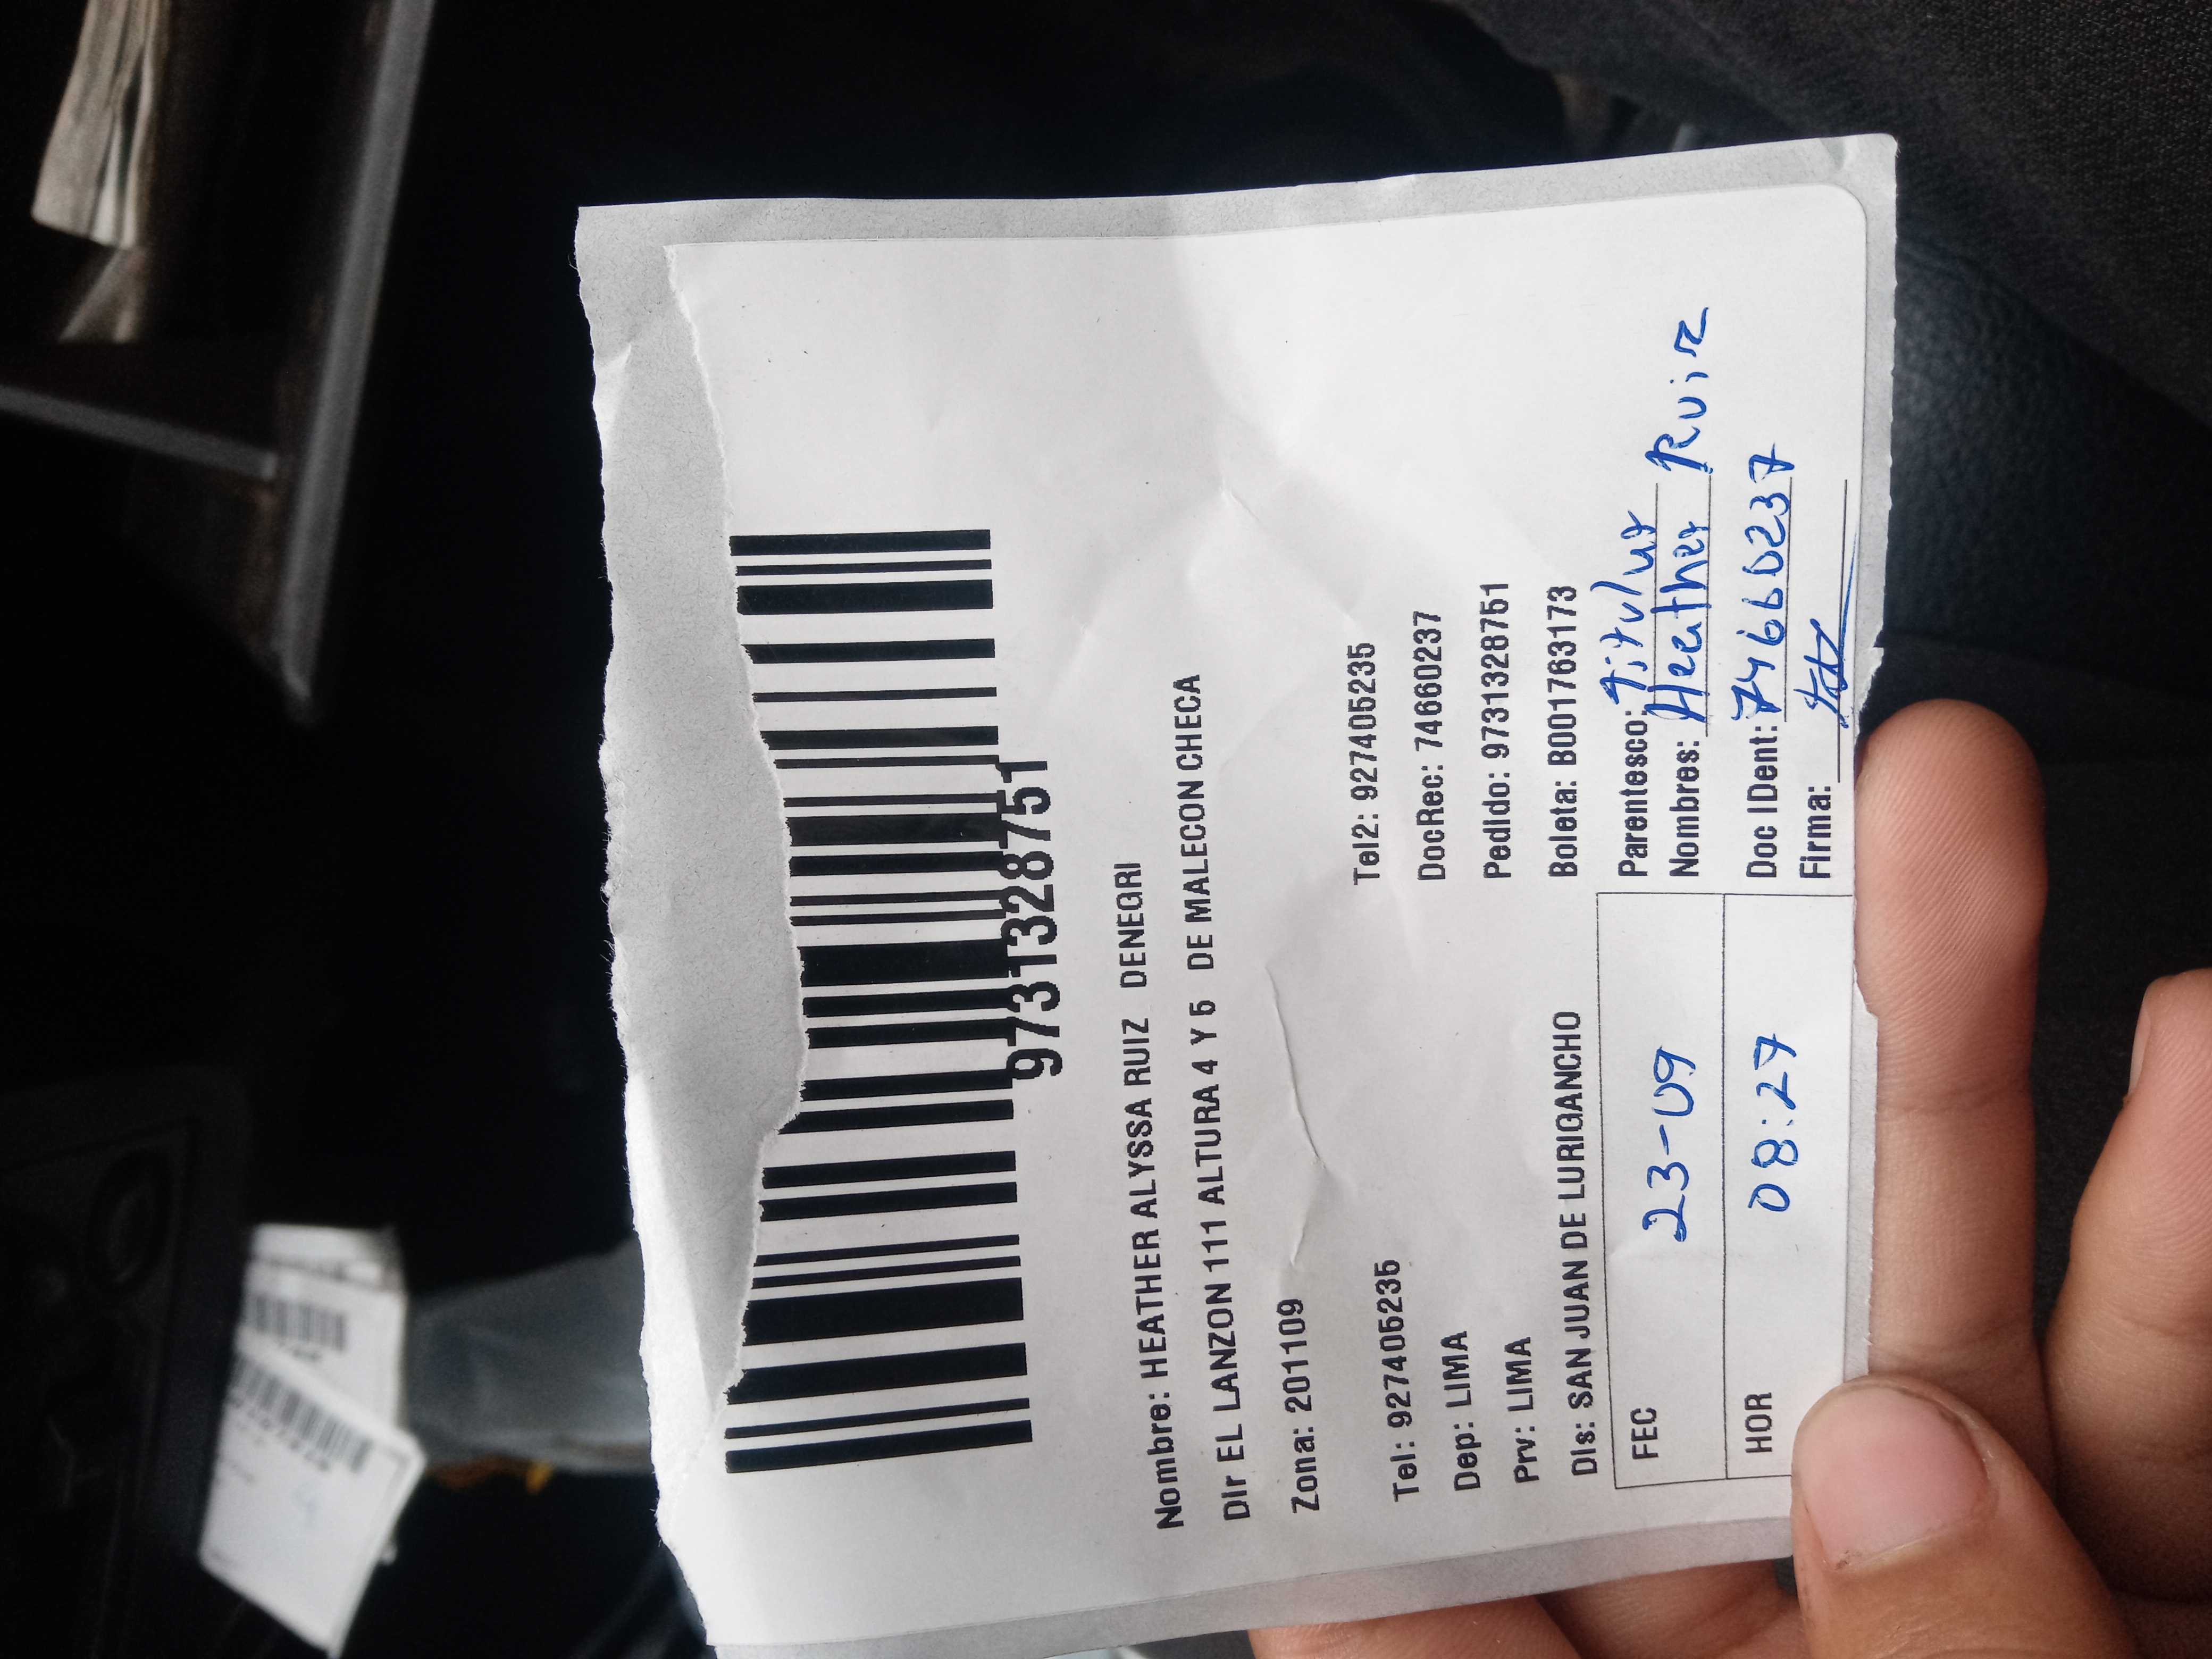 9731328751
Nombre: HEATHER ALYSSA RUIZ DENEGRI
Dir EL LANZON 111 ALTURA 4 Y 5 DE MALECON CHECA
Zona: 2011109
Tel: 927405235 Tel2: 927405235
Dep: LIMA DocRec: 74660237
Prv: LIMA Pedido: 9731328751
Dis: SAN JUAN DE LURIGANCHO Boleta: B001763173
FEC 23-09
HOR 08:27
Parentesco: Titular
Nombres: Heather Ruiz
Doc IDent: 74660237
Firma: